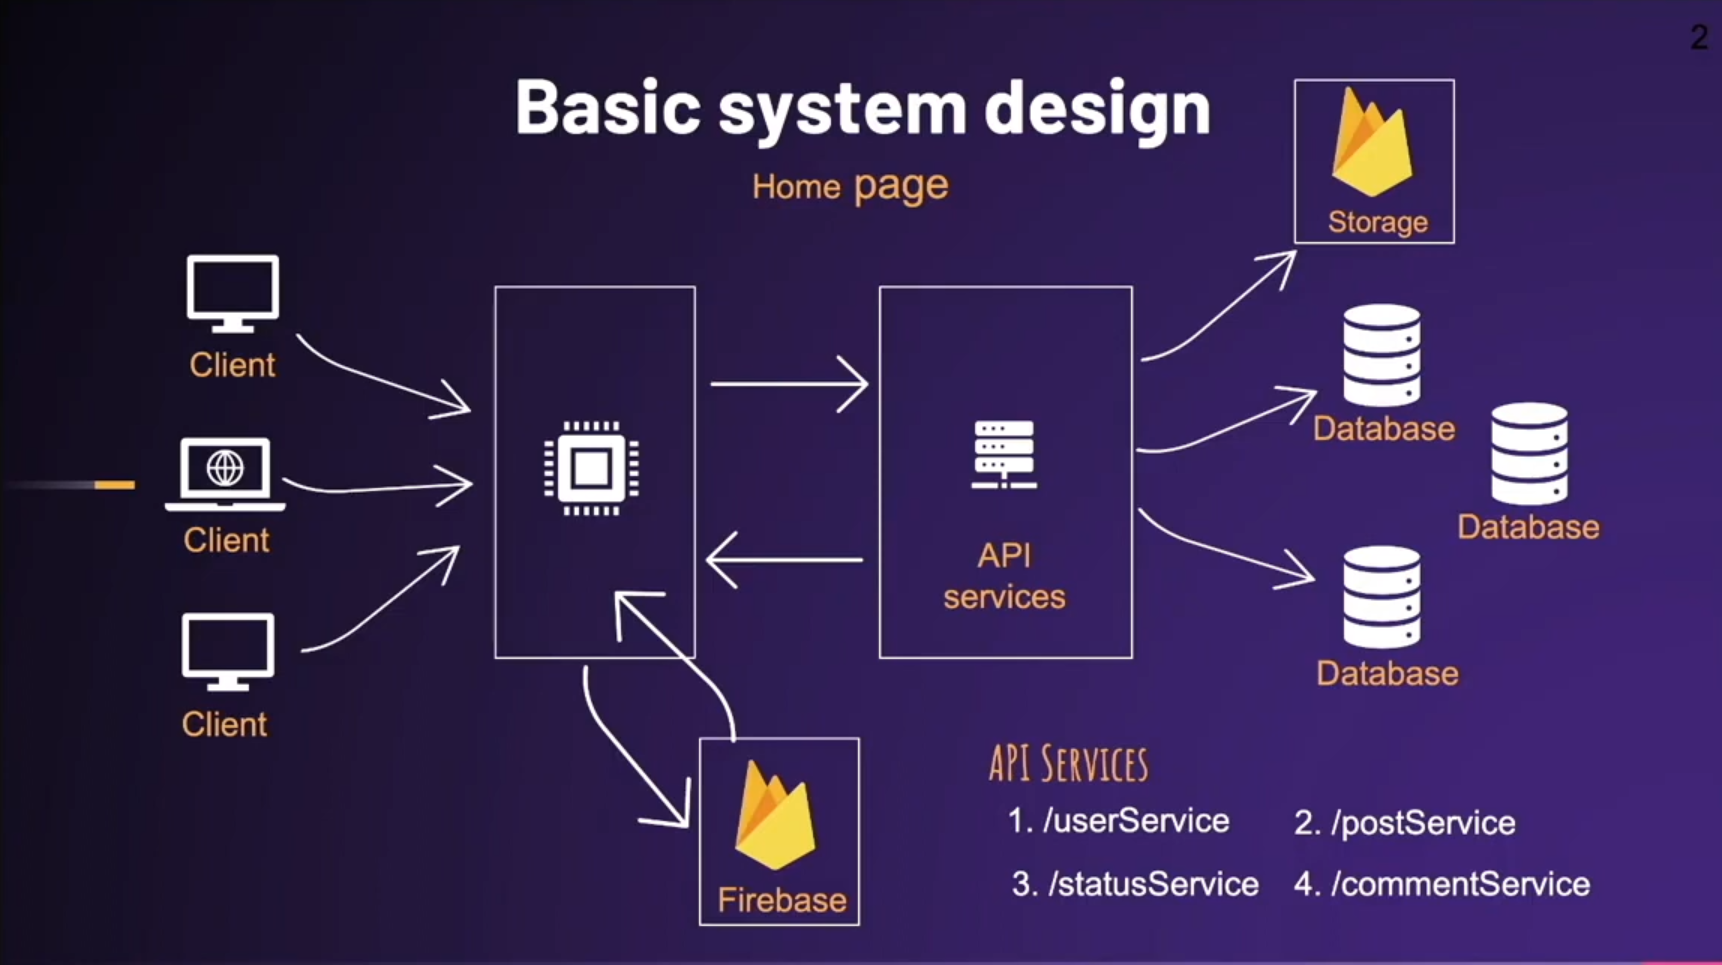 2
Basic system design
Home page
Storage
Client
Database
Database
Client
API
services
Database
Client
API Services
1. /userService
2. /postService
3. /statusService
4. /commentService
Firebase